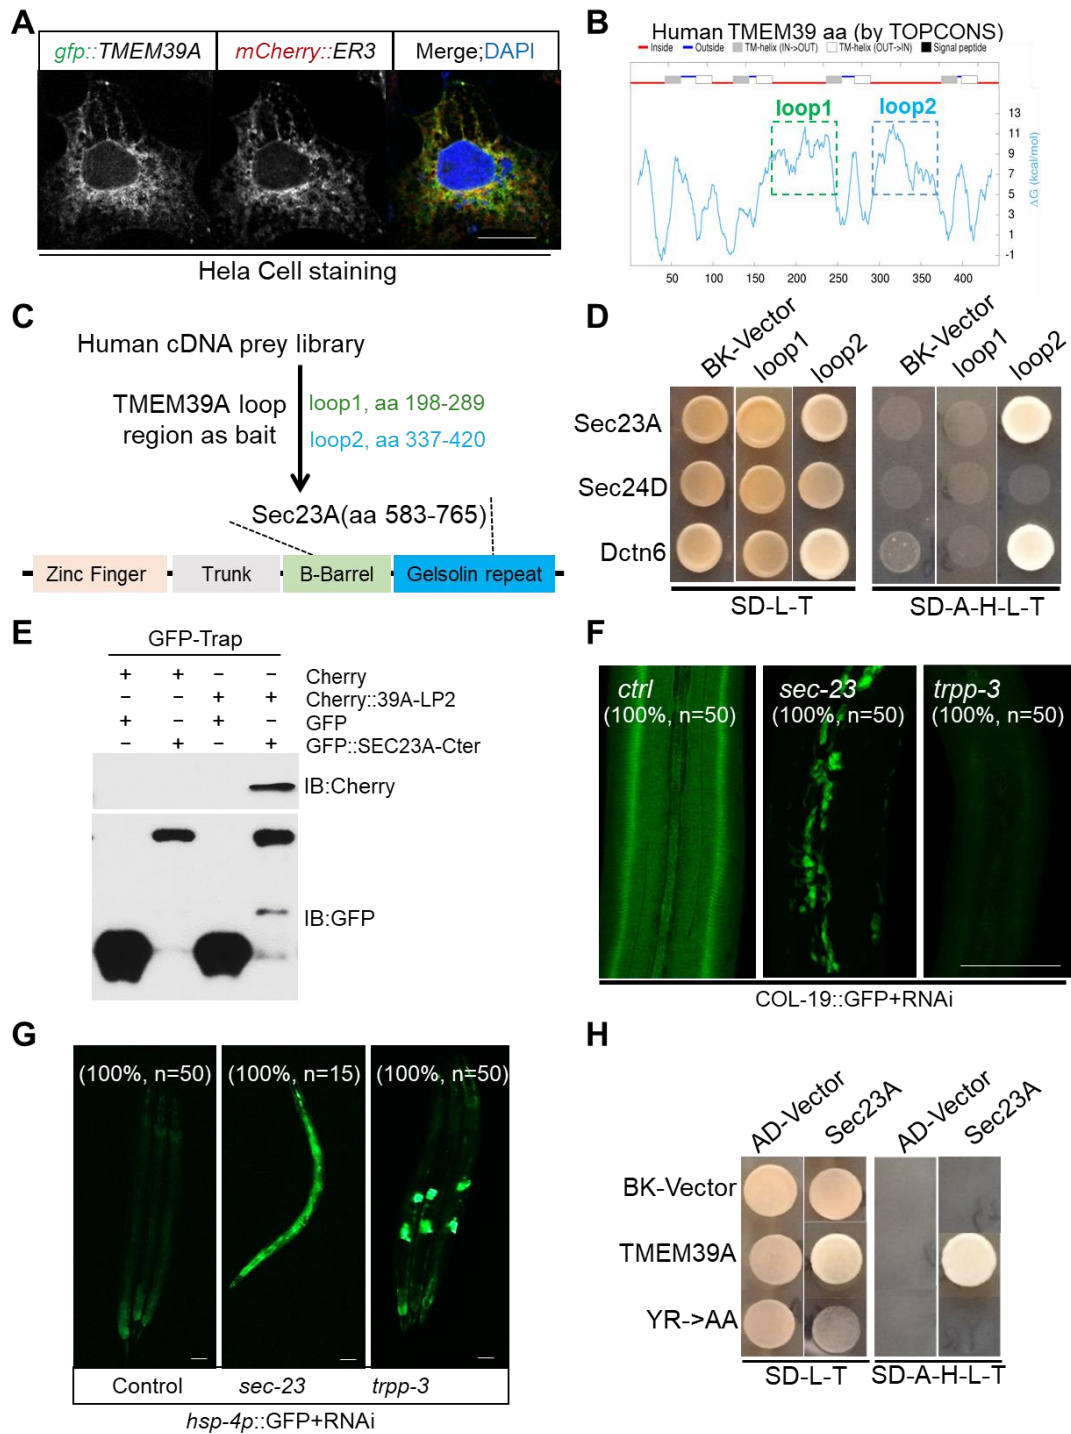 A
gfp::TMEM39A
mCherry::ER3
Merge;DAPI
Hela Cell staining
B
Human TMEM39 aa (by TOPCONS)
Inside
Outside
TM-helix (IN->OUT)
TM-helix (OUT->IN)
Signal peptide
loop1
loop2
13
11
9
7
5
3
1
-1
ΔG (kcal/mol)
50 100 150 200 250 300 350 400
C
Human cDNA prey library
TMEM39A loop
region as bait
loop1, aa 198-289
loop2, aa 337-420
Sec23A(aa 583-765)
Zinc Finger
Trunk
B-Barrel
Gelsolin repeat
D
BK-Vector
loop1
loop2
BK-Vector
loop1
loop2
Sec23A
Sec24D
Dctn6
SD-L-T
SD-A-H-L-T
E
GFP-Trap
+ + − − Cherry
− − + + Cherry::39A-LP2
+ − + − GFP
− + − + GFP::SEC23A-Cter
IB:Cherry
IB:GFP
F
ctrl
(100%, n=50)
sec-23
(100%, n=50)
trpp-3
(100%, n=50)
COL-19::GFP+RNAi
G
(100%, n=50)
(100%, n=15)
(100%, n=50)
Control
sec-23
trpp-3
hsp-4p::GFP+RNAi
H
AD-Vector
Sec23A
AD-Vector
Sec23A
BK-Vector
TMEM39A
YR->AA
SD-L-T
SD-A-H-L-T